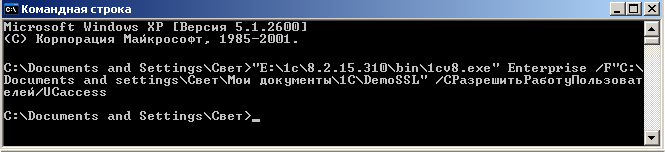 Командная строка
Microsoft Windows XP [Версия 5.1.2600]
(C) Корпорация Майкрософт, 1985-2001.
C:\Documents and Settings\Свет>"E:\1c\8.2.15.310\bin\1cv8.exe" Enterprise /F"C:\
Documents and settings\Свет\Мои документы\1C\DemoSSL" /CРазрешитьРаботуПользоват
елей/UCaccess
C:\Documents and Settings\Свет>_